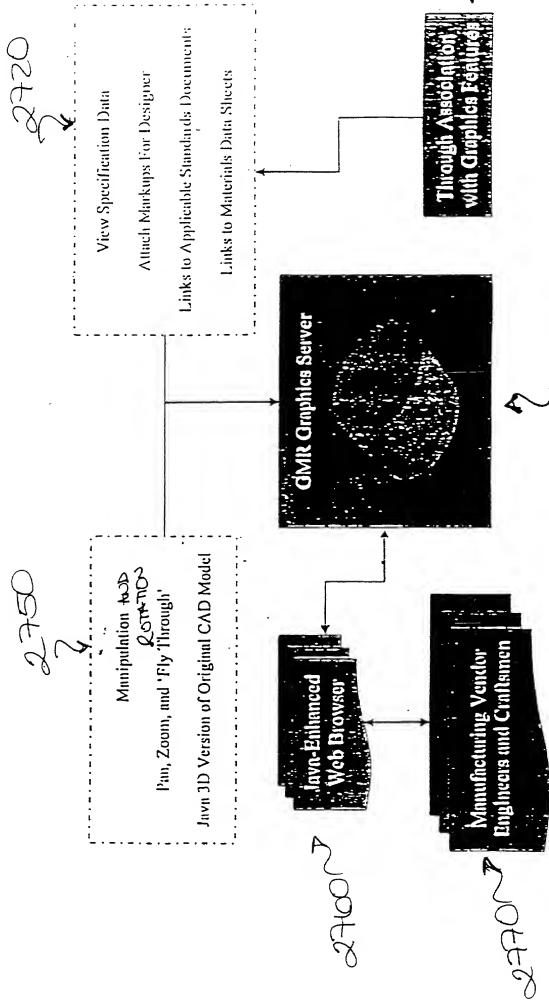 2750
Manipulation AND
ROTATION
Pan, Zoom, and 'Fly Through'
Java 3D Version of Original CAD Model
2720
View Specification Data
Attach Markups For Designer
Links to Applicable Standards Documents
Links to Materials Data Sheets
2760
Java-Enhanced
Web Browser
GMR Graphics Server
Through Association
with Graphics Features
2770
Manufacturing Vendor
Engineers and Craftsmen